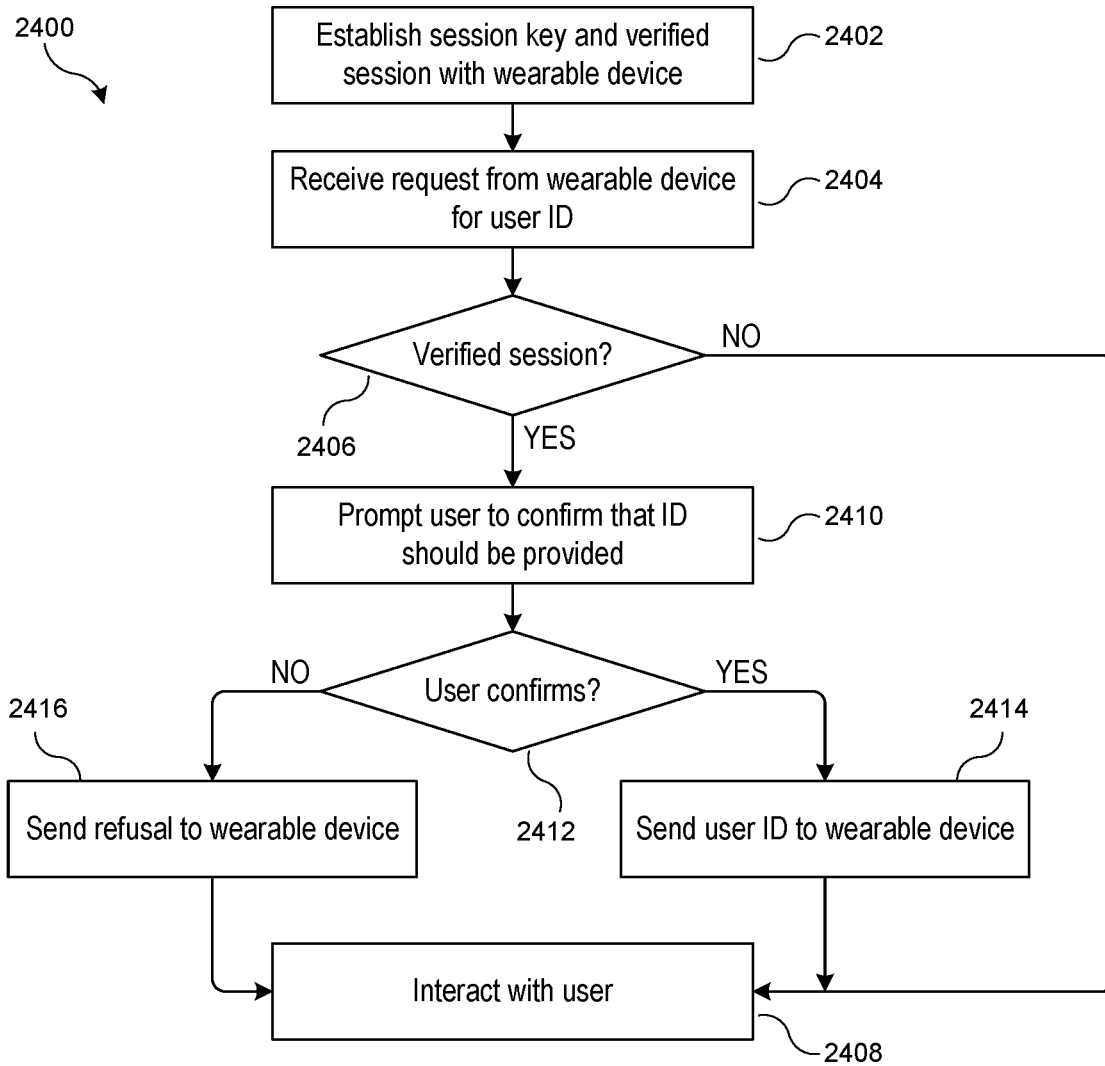 2400
Establish session key and verified
session with wearable device
2402
Receive request from wearable device
for user ID
2404
Verified session?
NO
2406
YES
Prompt user to confirm that ID
should be provided
2410
NO
User confirms?
YES
2416
2414
2412
Send refusal to wearable device
Send user ID to wearable device
Interact with user
2408